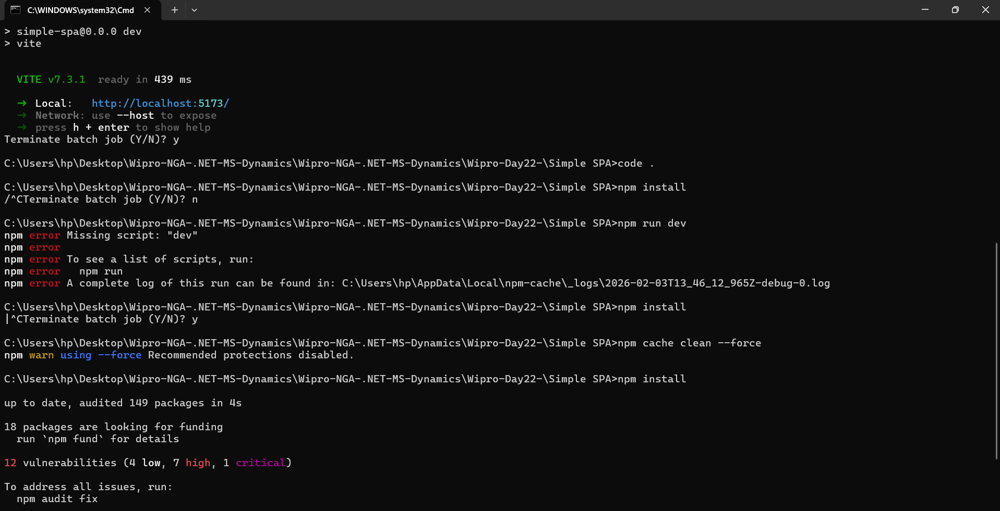 C:\WINDOWS\system32\Cmd
> simple-spa@0.0.0 dev
> vite
VITE v7.3.1  ready in 439 ms
➜  Local:   http://localhost:5173/
➜  Network: use --host to expose
➜  press h + enter to show help
Terminate batch job (Y/N)? y
C:\Users\hp\Desktop\Wipro-NGA-.NET-MS-Dynamics\Wipro-NGA-.NET-MS-Dynamics\Wipro-Day22-\Simple SPA>code .
C:\Users\hp\Desktop\Wipro-NGA-.NET-MS-Dynamics\Wipro-NGA-.NET-MS-Dynamics\Wipro-Day22-\Simple SPA>npm install
/^CTerminate batch job (Y/N)? n
C:\Users\hp\Desktop\Wipro-NGA-.NET-MS-Dynamics\Wipro-NGA-.NET-MS-Dynamics\Wipro-Day22-\Simple SPA>npm run dev
npm error Missing script: "dev"
npm error
npm error To see a list of scripts, run:
npm error   npm run
npm error A complete log of this run can be found in: C:\Users\hp\AppData\Local\npm-cache\_logs\2026-02-03T13_46_12_965Z-debug-0.log
C:\Users\hp\Desktop\Wipro-NGA-.NET-MS-Dynamics\Wipro-NGA-.NET-MS-Dynamics\Wipro-Day22-\Simple SPA>npm install
|^CTerminate batch job (Y/N)? y
C:\Users\hp\Desktop\Wipro-NGA-.NET-MS-Dynamics\Wipro-NGA-.NET-MS-Dynamics\Wipro-Day22-\Simple SPA>npm cache clean --force
npm warn using --force Recommended protections disabled.
C:\Users\hp\Desktop\Wipro-NGA-.NET-MS-Dynamics\Wipro-NGA-.NET-MS-Dynamics\Wipro-Day22-\Simple SPA>npm install
up to date, audited 149 packages in 4s
18 packages are looking for funding
run `npm fund` for details
12 vulnerabilities (4 low, 7 high, 1 critical)
To address all issues, run:
npm audit fix